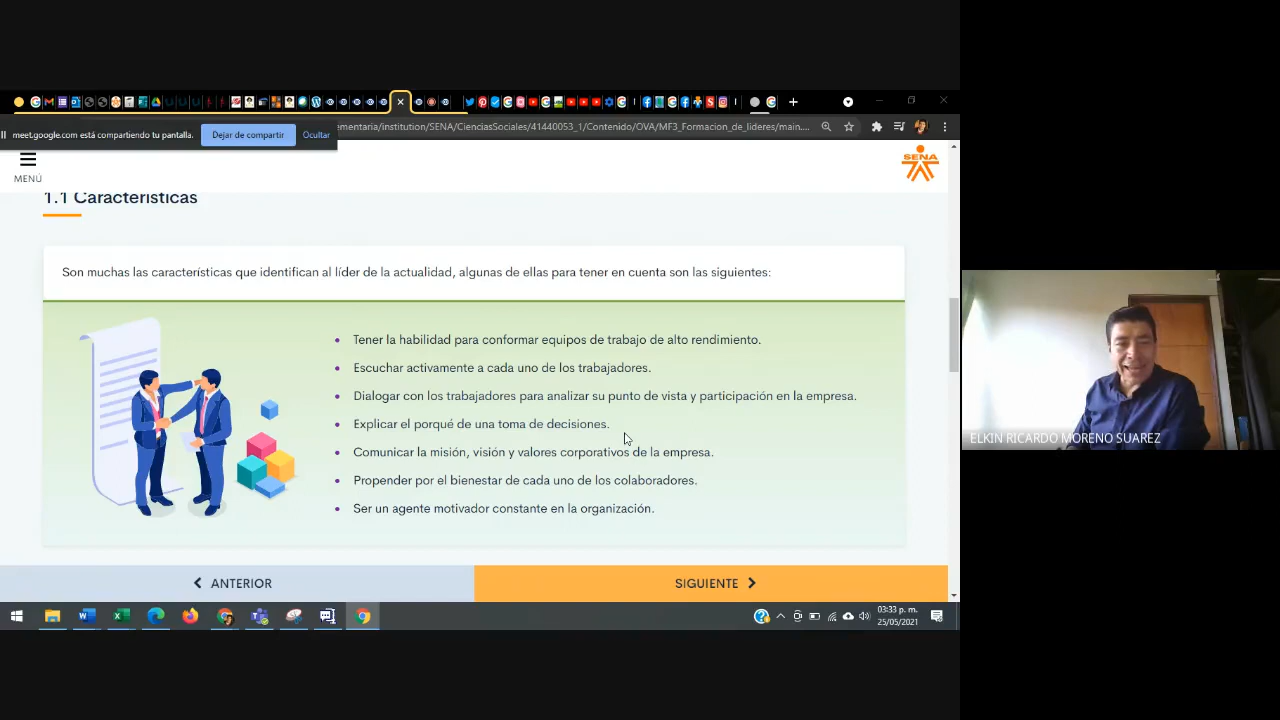 meet.google.com está compartiendo tu pantalla.
Dejar de compartir
Ocultar
ementaria/institution/SENA/CienciasSociales/41440053_1/Contenido/OVA/MF3_Formacion_de_lideres/main....
MENÚ
SENA
1.1 Características
Son muchas las características que identifican al líder de la actualidad, algunas de ellas para tener en cuenta son las siguientes:
• Tener la habilidad para conformar equipos de trabajo de alto rendimiento.
• Escuchar activamente a cada uno de los trabajadores.
• Dialogar con los trabajadores para analizar su punto de vista y participación en la empresa.
• Explicar el porqué de una toma de decisiones.
• Comunicar la misión, visión y valores corporativos de la empresa.
• Propender por el bienestar de cada uno de los colaboradores.
• Ser un agente motivador constante en la organización.
ELKIN RICARDO MORENO SUAREZ
ANTERIOR
SIGUIENTE
03:33 p. m.
25/05/2021